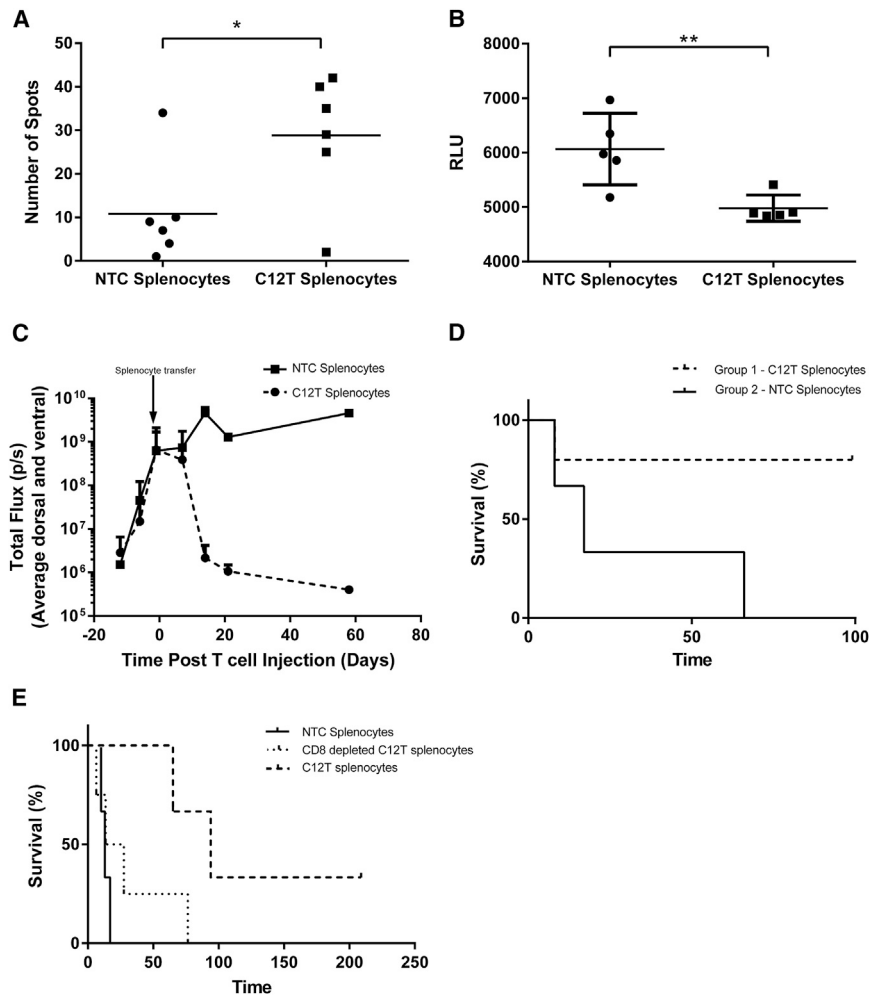 A
*
50
40
30
20
10
0
Number of Spots
NTC Splenocytes
C12T Splenocytes
B
**
8000
7000
6000
5000
4000
RLU
NTC Splenocytes
C12T Splenocytes
C
Splenocyte transfer
NTC Splenocytes
C12T Splenocytes
10^10
10^9
10^8
10^7
10^6
10^5
Total Flux (p/s)
(Average dorsal and ventral)
-20 0 20 40 60 80
Time Post T cell Injection (Days)
D
Group 1 - C12T Splenocytes
Group 2 - NTC Splenocytes
100
50
0
Survival (%)
0 50 100
Time
E
NTC Splenocytes
CD8 depleted C12T splenocytes
C12T splenocytes
100
50
0
Survival (%)
0 50 100 150 200 250
Time